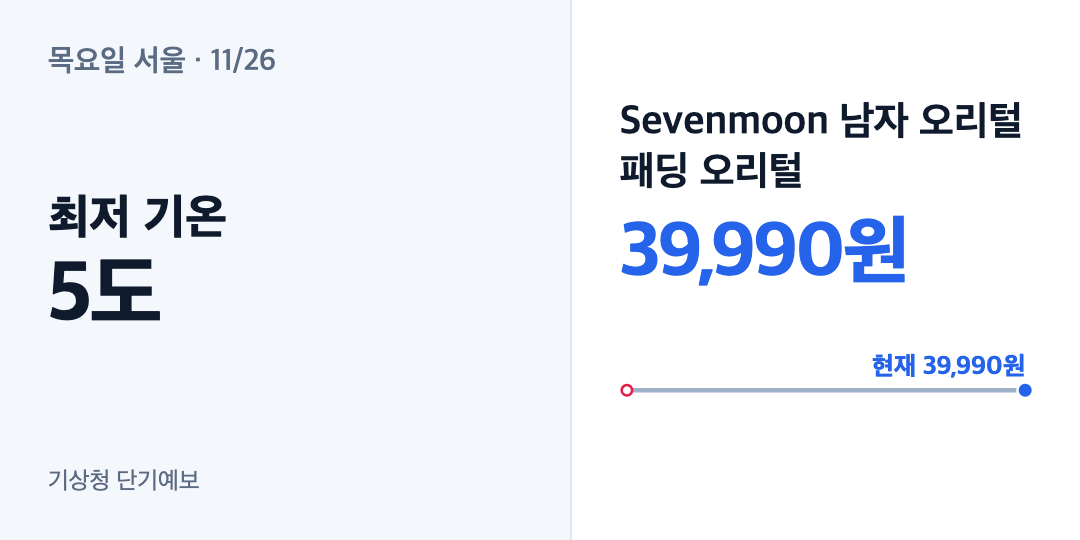 목요일 서울 · 11/26
최저 기온
5도
기상청 단기예보
Sevenmoon 남자 오리털
패딩 오리털
39,990원
현재 39,990원